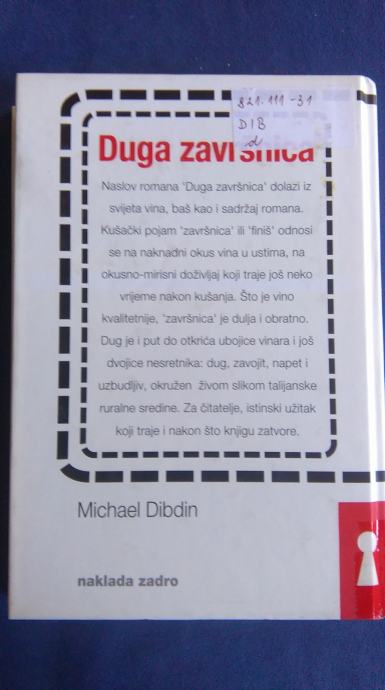 821.111-31
DIB
d
Duga završnica
Naslov romana 'Duga završnica' dolazi iz
svijeta vina, baš kao i sadržaj romana.
Kušački pojam 'završnica' ili 'finiš' odnosi
se na naknadni okus vina u ustima, na
okusno-mirisni doživljaj koji traje još neko
vrijeme nakon kušanja. Što je vino
kvalitetnije, 'završnica' je dulja i obratno.
Dug je i put do otkrića ubojice vinara i još
dvojice nesretnika: dug, zavojit, napet i
uzbudljiv, okružen živom slikom talijanske
ruralne sredine. Za čitatelje, istinski užitak
koji traje i nakon što knjigu zatvore.
Michael Dibdin
naklada zadro